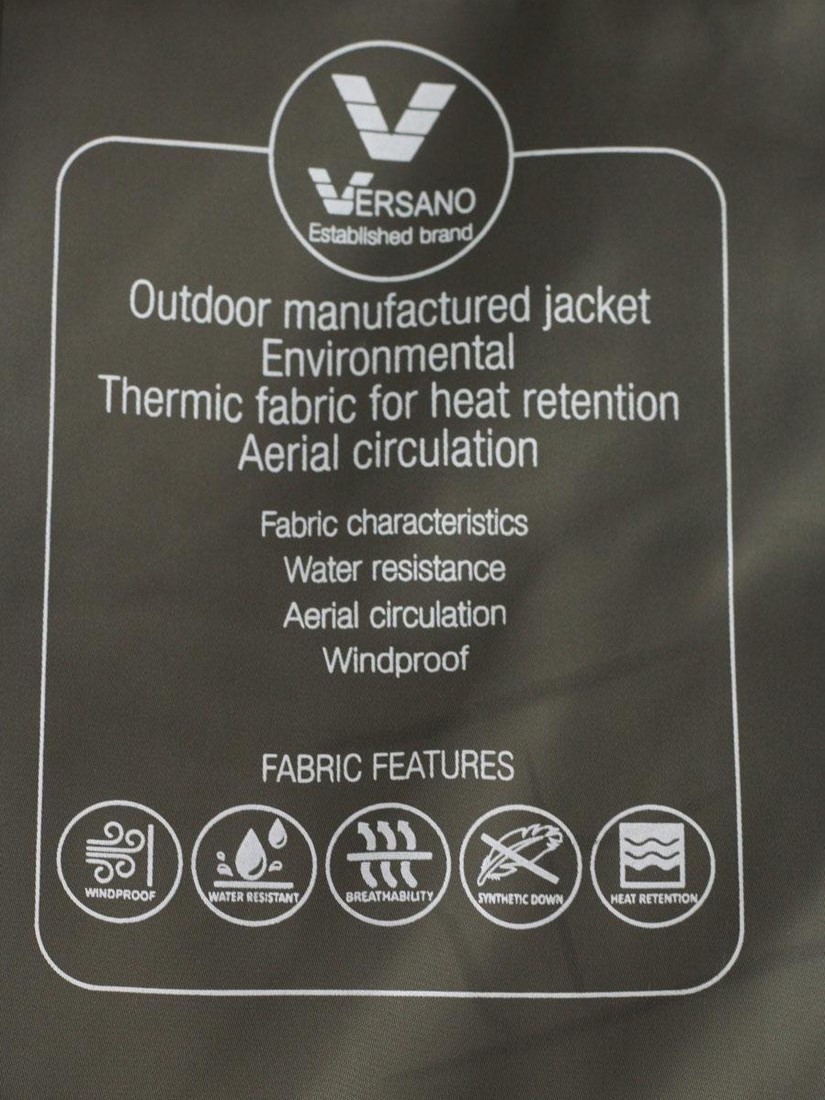 VERSANO
Established brand
Outdoor manufactured jacket
Environmental
Thermic fabric for heat retention
Aerial circulation
Fabric characteristics
Water resistance
Aerial circulation
Windproof
FABRIC FEATURES
WINDPROOF
WATER RESISTANT
BREATHABILITY
SYNTHETIC DOWN
HEAT RETENTION